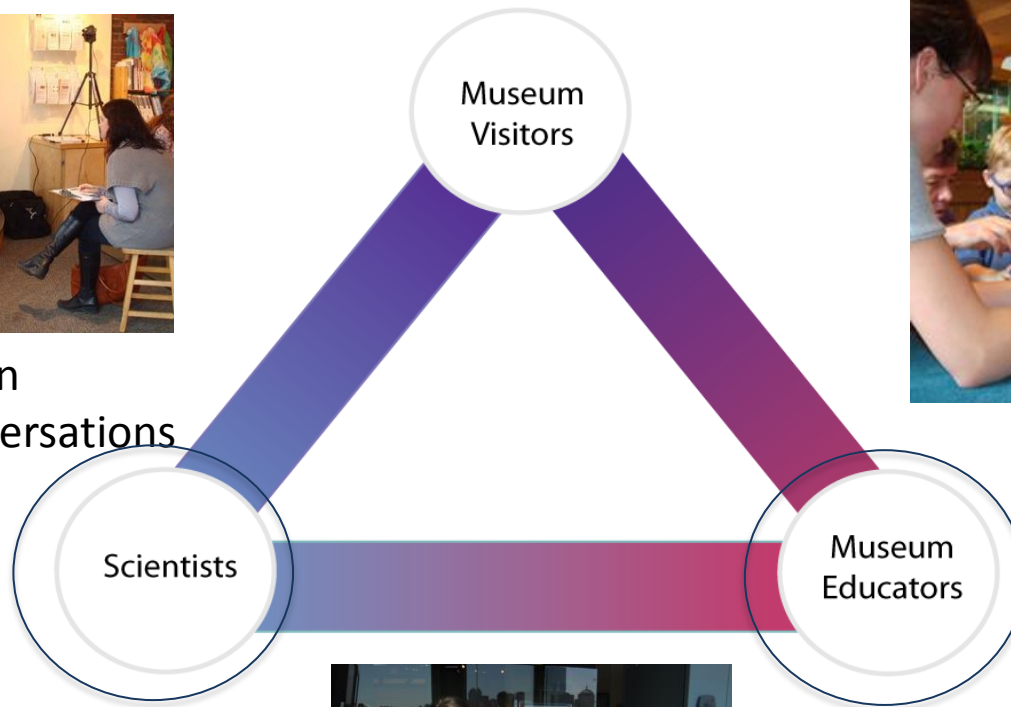 Museum
Visitors
n
ersations
Scientists
Museum
Educators